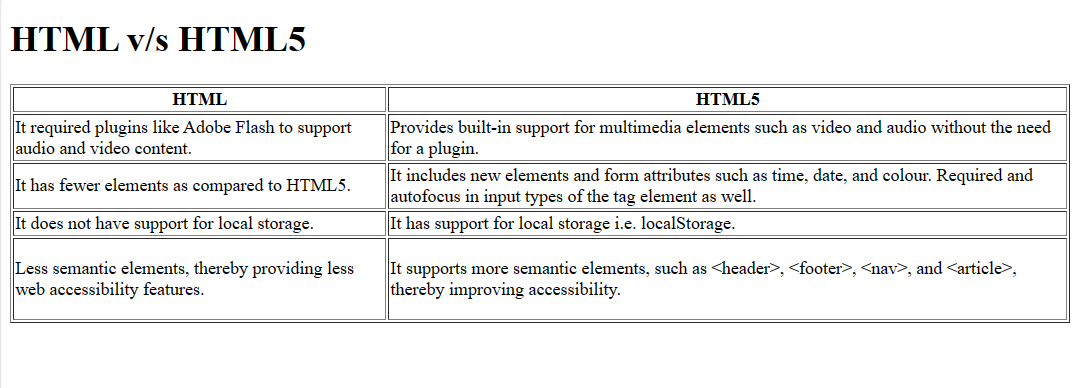 HTML v/s HTML5
HTML
HTML5
It required plugins like Adobe Flash to support
audio and video content.
Provides built-in support for multimedia elements such as video and audio without the need
for a plugin.
It has fewer elements as compared to HTML5.
It includes new elements and form attributes such as time, date, and colour. Required and
autofocus in input types of the tag element as well.
It does not have support for local storage.
It has support for local storage i.e. localStorage.
Less semantic elements, thereby providing less
web accessibility features.
It supports more semantic elements, such as <header>, <footer>, <nav>, and <article>,
thereby improving accessibility.